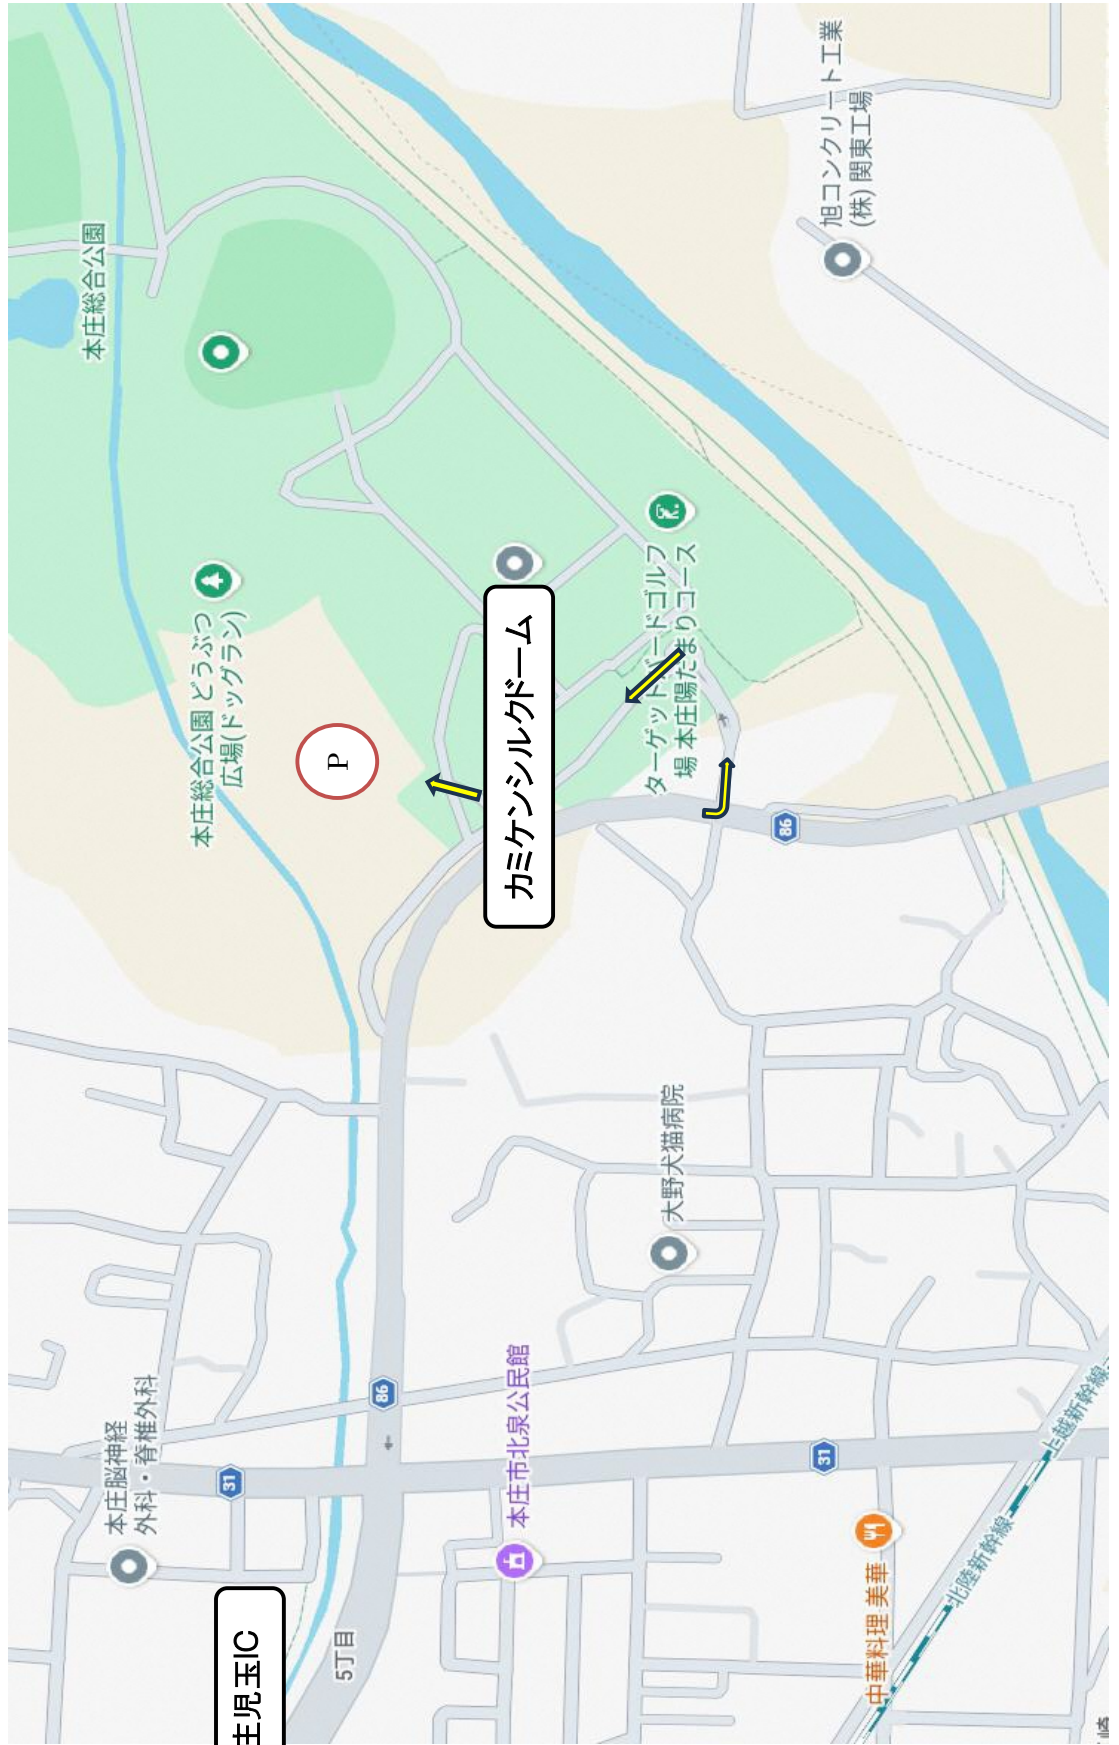 本庄総合公園
本庄脳神経
外科・脊椎外科
本庄総合公園 どうぶつ
広場(ドッグラン)
31
児玉IC
P
5丁目
86
本庄市北泉公民館
カミケンシルクドーム
ターゲットバードゴルフ
場 本庄陽だまりコース
大野犬猫病院
86
31
旭コンクリート工業
(株) 関東工場
中華料理 美華
北陸新幹線
上越新幹線